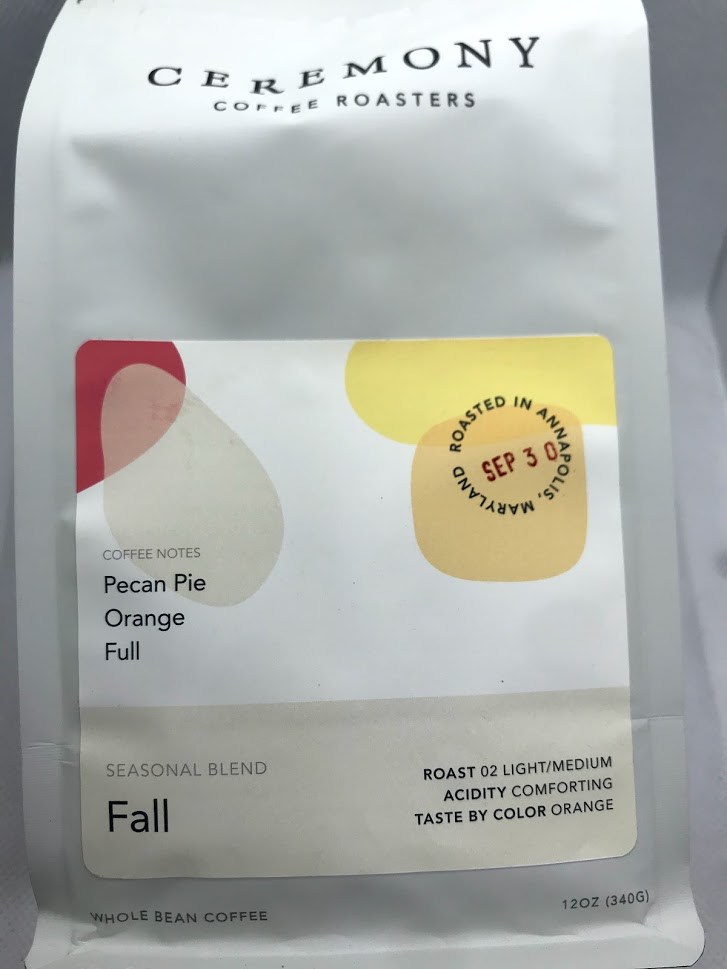 CEREMONY
COFFEE ROASTERS
ROASTED IN ANNAPOLIS, MARYLAND
SEP 30
COFFEE NOTES
Pecan Pie
Orange
Full
SEASONAL BLEND
Fall
ROAST 02 LIGHT/MEDIUM
ACIDITY COMFORTING
TASTE BY COLOR ORANGE
WHOLE BEAN COFFEE
12OZ (340G)